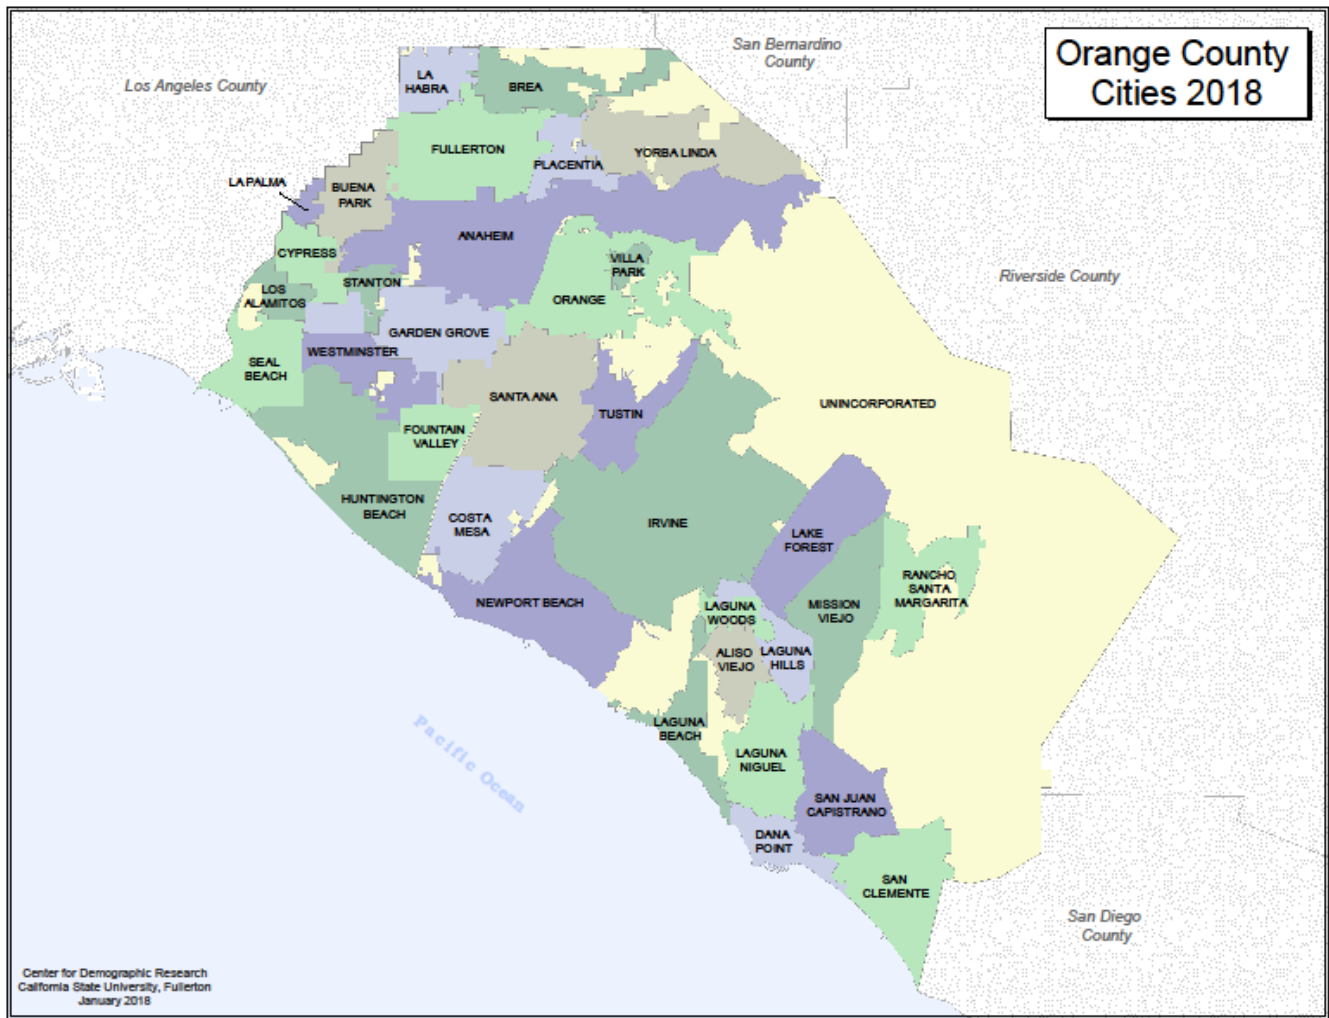 Orange County
Cities 2018
San Bernardino
County
Los Angeles County
LA
HABRA
BREA
FULLERTON
PLACENTIA
YORBA LINDA
LA PALMA
BUENA
PARK
ANAHEIM
CYPRESS
VILLA
PARK
Riverside County
STANTON
LOS
ALAMITOS
ORANGE
GARDEN GROVE
WESTMINSTER
SEAL
BEACH
SANTA ANA
TUSTIN
UNINCORPORATED
FOUNTAIN
VALLEY
HUNTINGTON
BEACH
COSTA
MESA
IRVINE
LAKE
FOREST
RANCHO
SANTA
MARGARITA
NEWPORT BEACH
LAGUNA
WOODS
MISSION
VIEJO
ALISO
VIEJO
LAGUNA
HILLS
LAGUNA
BEACH
Pacific Ocean
LAGUNA
NIGUEL
SAN JUAN
CAPISTRANO
DANA
POINT
SAN
CLEMENTE
San Diego
County
Center for Demographic Research
California State University, Fullerton
January 2018